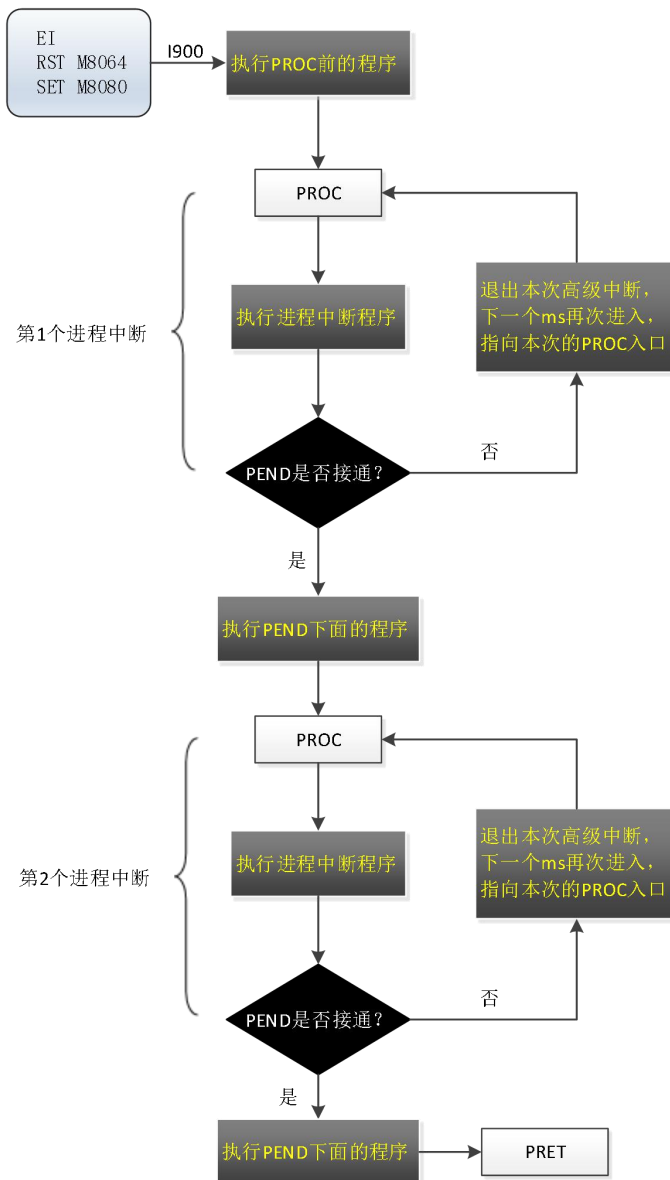 EI
RST M8064
SET M8080
I900
执行PROC前的程序
PROC
执行进程中断程序
退出本次高级中断，
下一个ms再次进入，
指向本次的PROC入口
第1个进程中断
PEND是否接通？
否
是
执行PEND下面的程序
PROC
执行进程中断程序
退出本次高级中断，
下一个ms再次进入，
指向本次的PROC入口
第2个进程中断
PEND是否接通？
否
是
执行PEND下面的程序
PRET